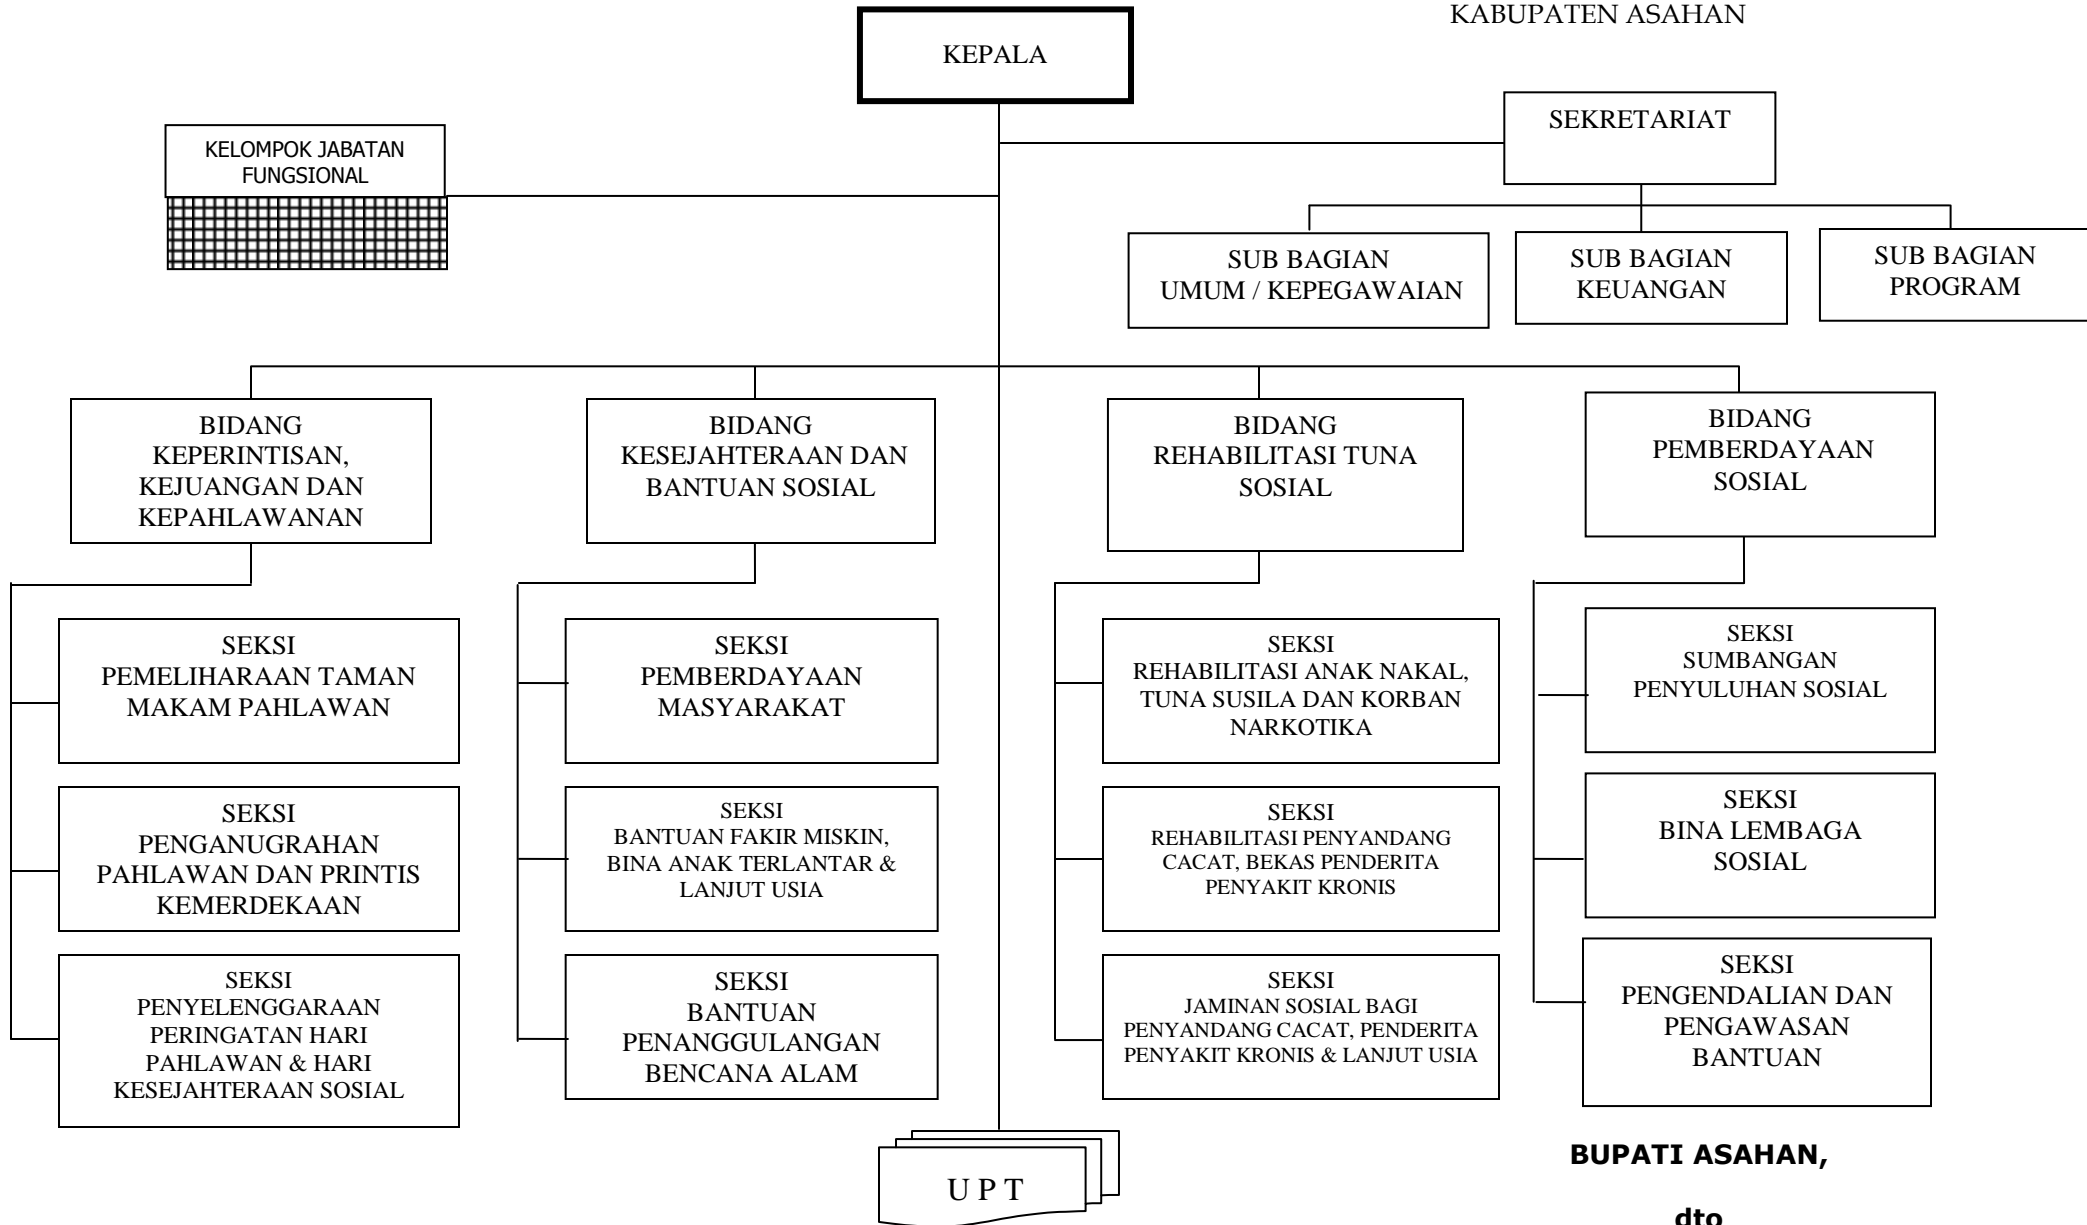 KABUPATEN ASAHAN
KEPALA
SEKRETARIAT
KELOMPOK JABATAN
FUNGSIONAL
SUB BAGIAN
UMUM / KEPEGAWAIAN
SUB BAGIAN
KEUANGAN
SUB BAGIAN
PROGRAM
BIDANG
KEPERINTISAN,
KEJUANGAN DAN
KEPAHLAWANAN
BIDANG
KESEJAHTERAAN DAN
BANTUAN SOSIAL
BIDANG
REHABILITASI TUNA
SOSIAL
BIDANG
PEMBERDAYAAN
SOSIAL
SEKSI
PEMELIHARAAN TAMAN
MAKAM PAHLAWAN
SEKSI
PEMBERDAYAAN
MASYARAKAT
SEKSI
REHABILITASI ANAK NAKAL,
TUNA SUSILA DAN KORBAN
NARKOTIKA
SEKSI
SUMBANGAN
PENYULUHAN SOSIAL
SEKSI
PENGANUGRAHAN
PAHLAWAN DAN PRINTIS
KEMERDEKAAN
SEKSI
BANTUAN FAKIR MISKIN,
BINA ANAK TERLANTAR &
LANJUT USIA
SEKSI
REHABILITASI PENYANDANG
CACAT, BEKAS PENDERITA
PENYAKIT KRONIS
SEKSI
BINA LEMBAGA
SOSIAL
SEKSI
PENYELENGGARAAN
PERINGATAN HARI
PAHLAWAN & HARI
KESEJAHTERAAN SOSIAL
SEKSI
BANTUAN
PENANGGULANGAN
BENCANA ALAM
SEKSI
JAMINAN SOSIAL BAGI
PENYANDANG CACAT, PENDERITA
PENYAKIT KRONIS & LANJUT USIA
SEKSI
PENGENDALIAN DAN
PENGAWASAN
BANTUAN
U P T
BUPATI ASAHAN,
dto